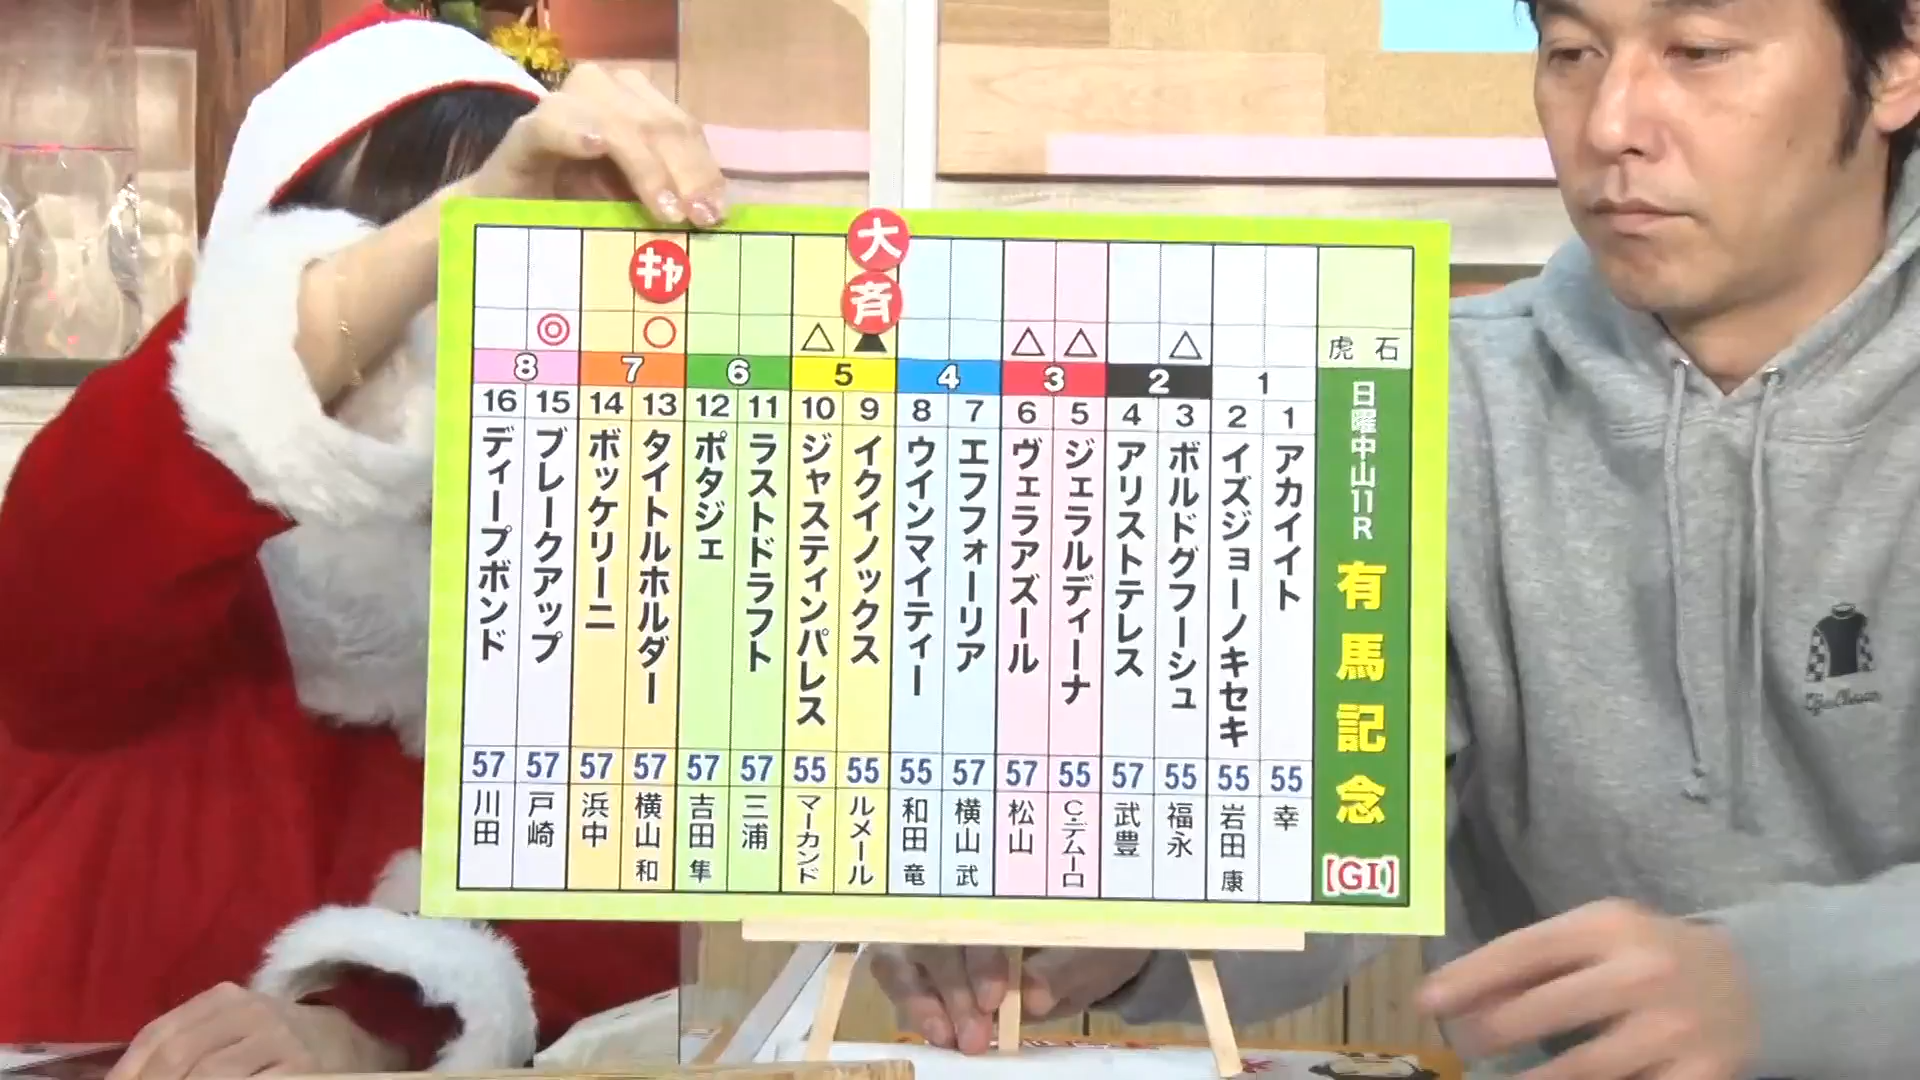 日曜中山11R
有馬記念
【GI】
虎石
大
斉
キャ
◎ ○ △ ▲ △ △ △
8 7 6 5 4 3 2 1
16 15 14 13 12 11 10 9 8 7 6 5 4 3 2 1
アカイイト
イズジョーノキセキ
ボルドグフーシュ
アリストテレス
ジェラルディーナ
ヴェラアズール
エフフォーリア
ウインマイティー
イクイノックス
ジャスティンパレス
ラストドラフト
ポタジェ
タイトルホルダー
ボッケリーニ
ブレークアップ
ディープボンド
57 57 57 57 57 57 55 55 55 57 57 55 57 55 55 55
幸
岩田康
福永
武豊
C・デムーロ
松山
横山武
和田竜
ルメール
マーカンド
三浦
吉田隼
横山和
浜中
戸崎
川田